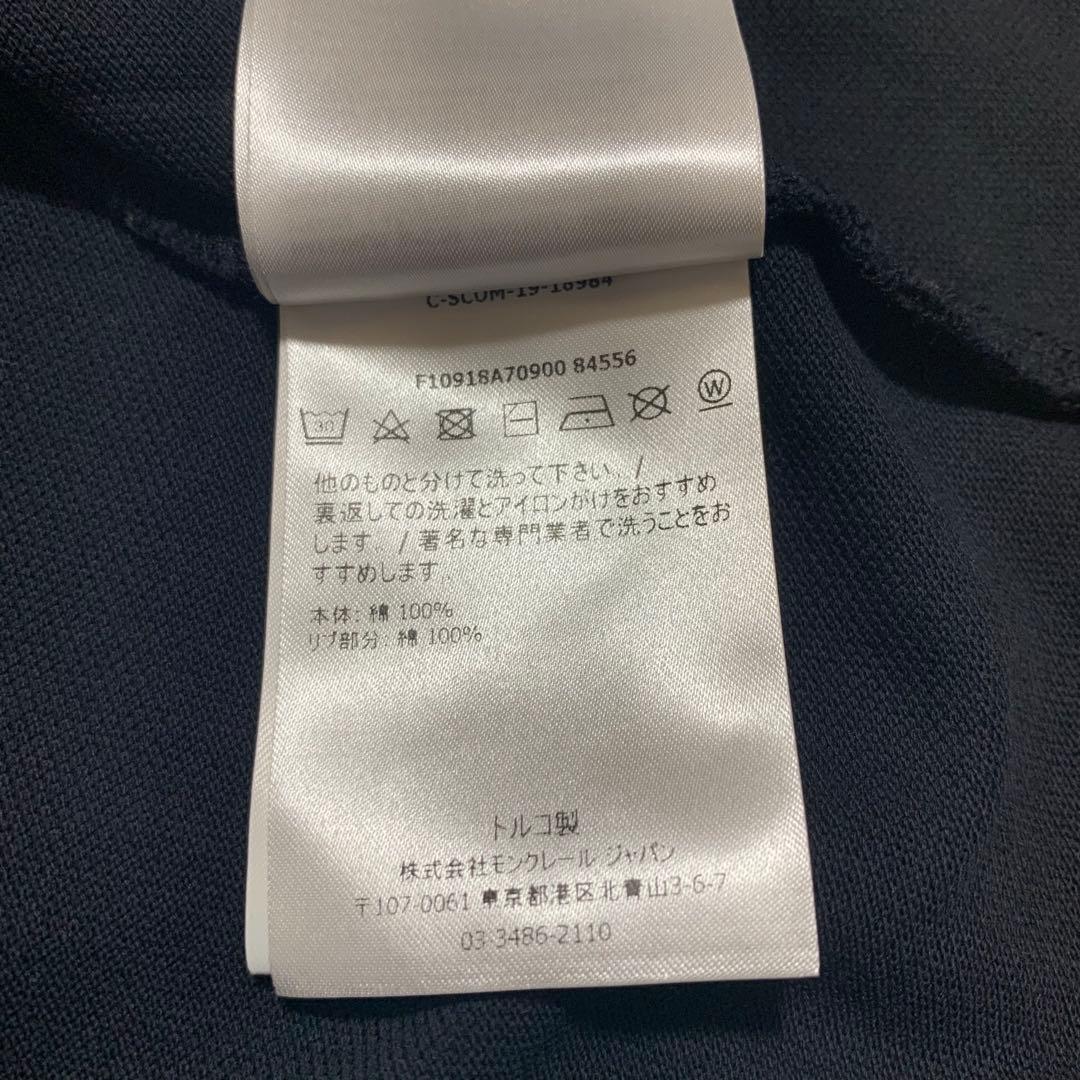 C-SCOM-19-18984
F10918A70900 84556
30 W
他のものと分けて洗って下さい。/
裏返しての洗濯とアイロンがけをおすすめ
します。/ 著名な専門業者で洗うことをお
すすめします。
本体: 綿 100%
リブ部分: 綿 100%
トルコ製
株式会社モンクレール ジャパン
〒107-0061 東京都港区北青山3-6-7
03-3486-2110